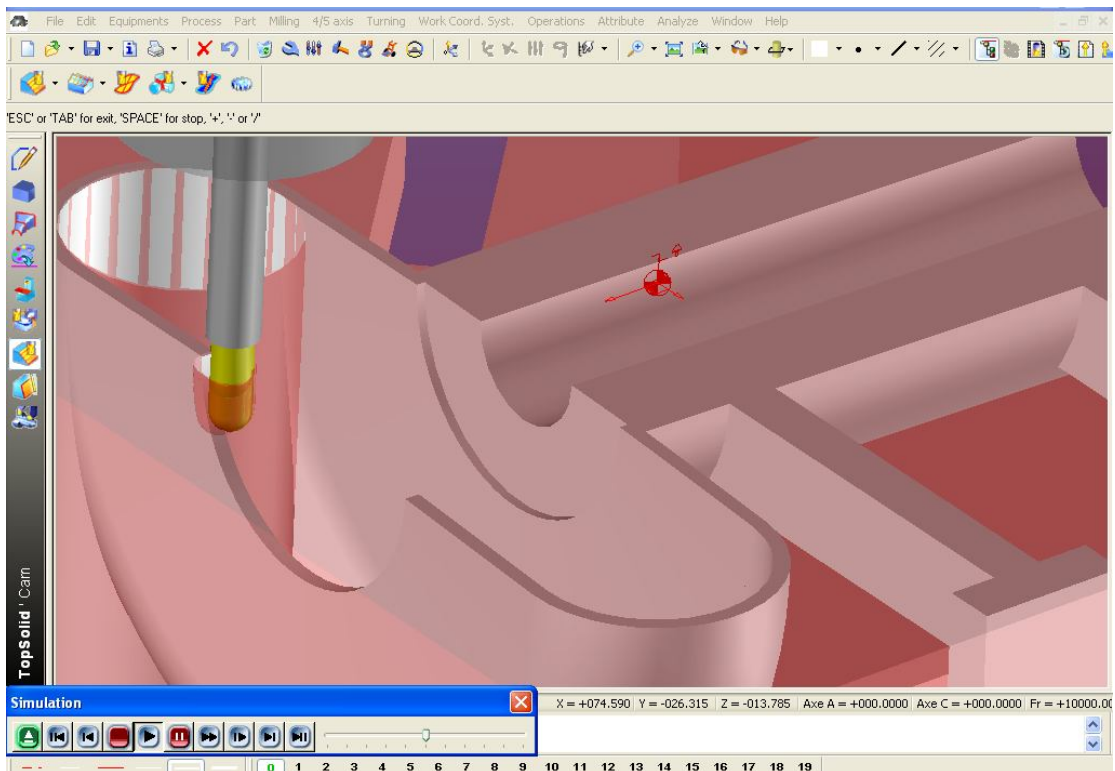 File Edit Equipments Process Part Milling 4/5 axis Turning Work Coord. Syst. Operations Attribute Analyze Window Help
'ESC' or 'TAB' for exit, 'SPACE' for stop, '+', '-' or '/'
TopSolid'Cam
Simulation
X = +074.590 Y = -026.315 Z = -013.785 Axe A = +000.0000 Axe C = +000.0000 Fr = +10000.00
0 1 2 3 4 5 6 7 8 9 10 11 12 13 14 15 16 17 18 19